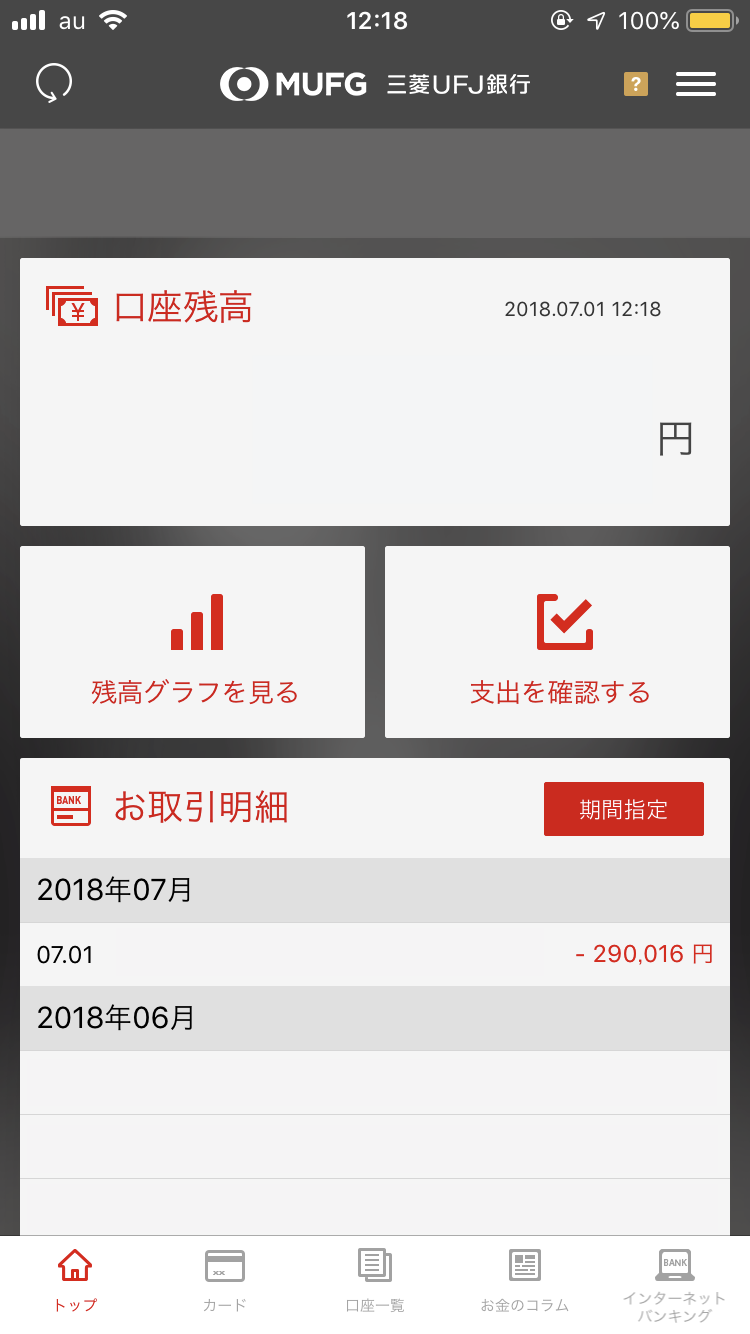 au 12:18 100%
MUFG 三菱UFJ銀行 ?
¥ 口座残高 2018.07.01 12:18
円
残高グラフを見る 支出を確認する
BANK お取引明細 期間指定
2018年07月
07.01 - 290,016 円
2018年06月
トップ カード 口座一覧 お金のコラム BANK インターネット
バンキング